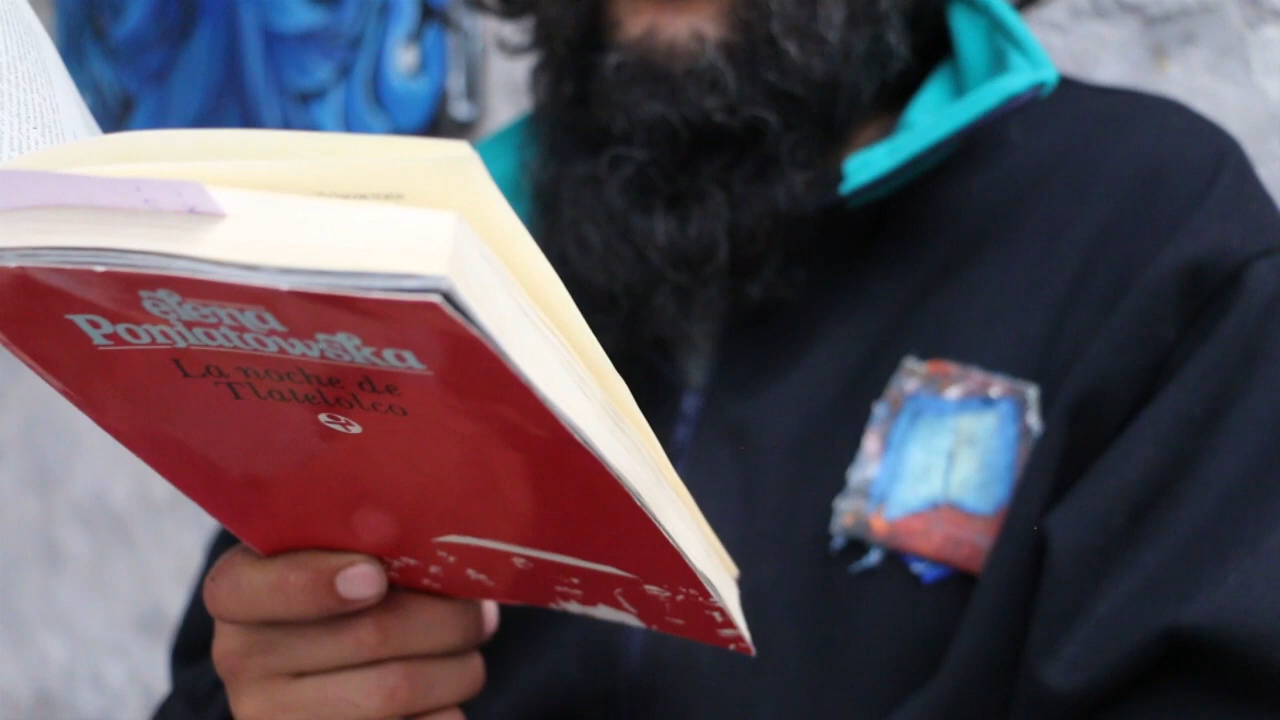 elena
Poniatowska
La noche de
Tlatelolco